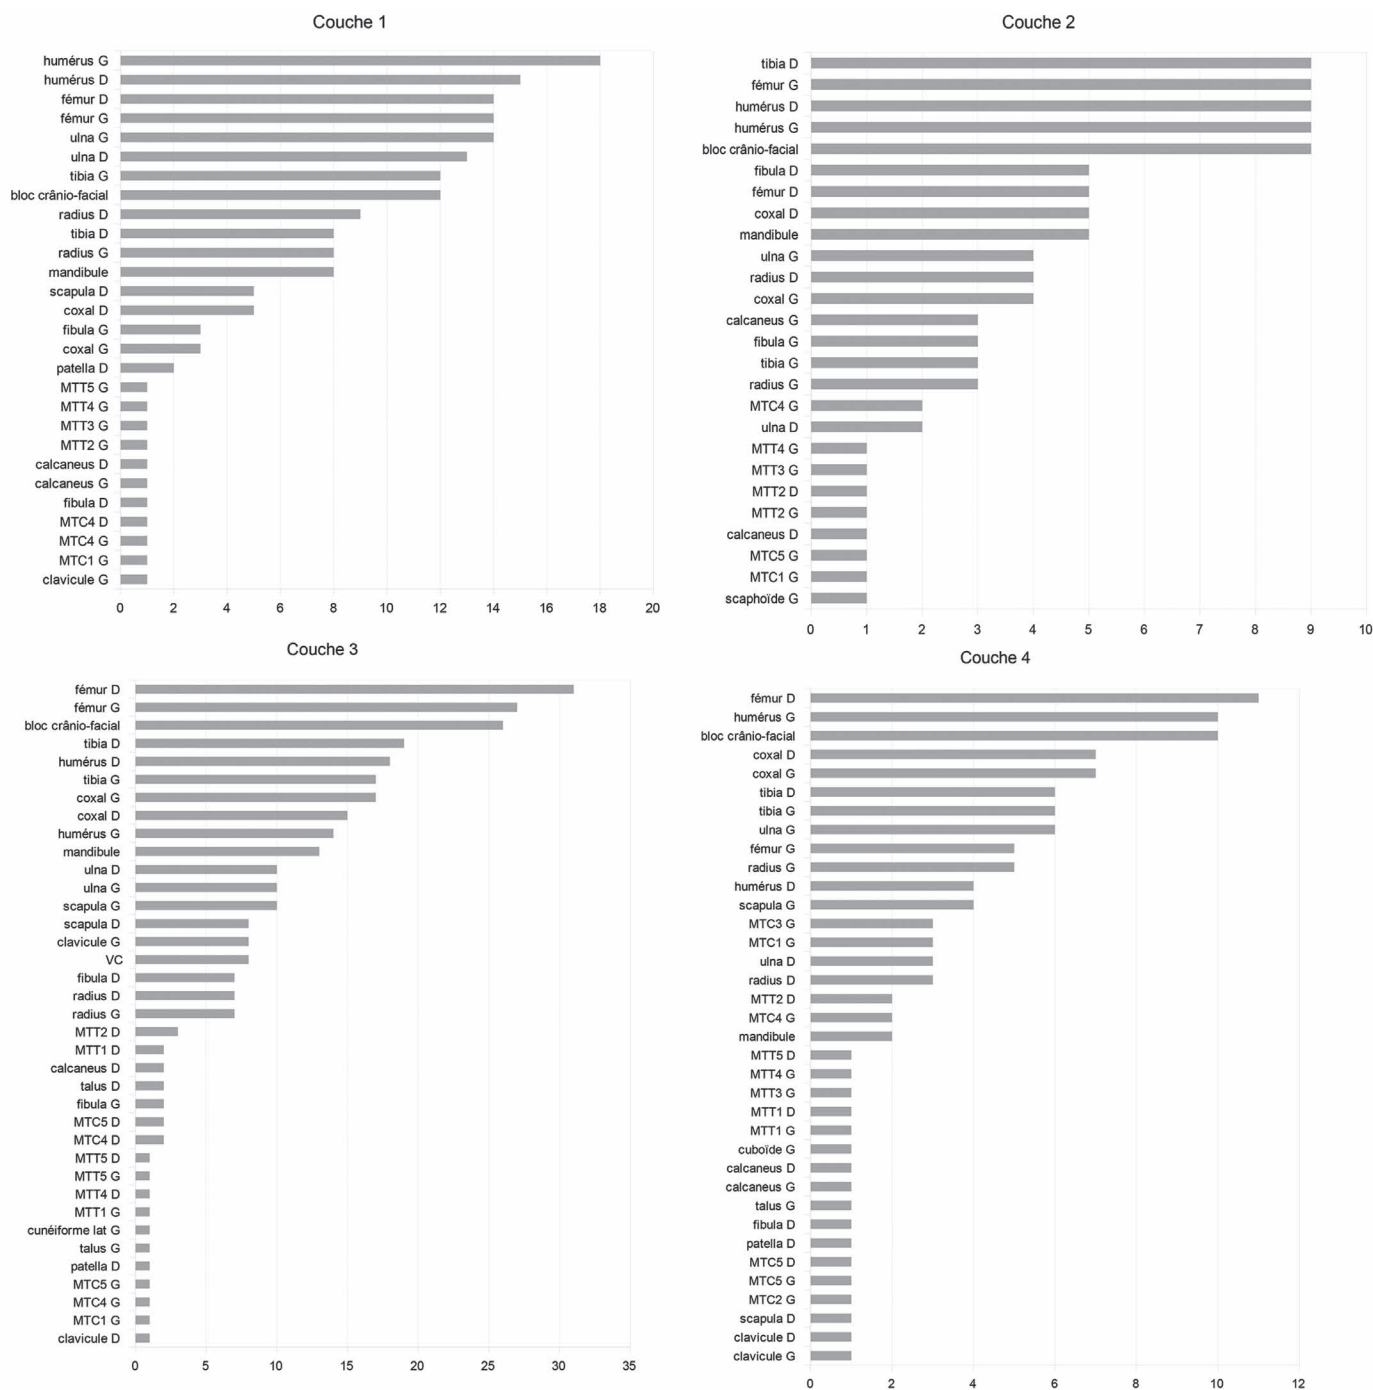 Couche 1
humérus G
humérus D
fémur D
fémur G
ulna G
ulna D
tibia G
bloc crânio-facial
radius D
tibia D
radius G
mandibule
scapula D
coxal D
fibula G
coxal G
patella D
MTT5 G
MTT4 G
MTT3 G
MTT2 G
calcaneus D
calcaneus G
fibula D
MTC4 D
MTC4 G
MTC1 G
clavicule G
0 2 4 6 8 10 12 14 16 18 20
Couche 2
tibia D
fémur G
humérus D
humérus G
bloc crânio-facial
fibula D
fémur D
coxal D
mandibule
ulna G
radius D
coxal G
calcaneus G
fibula G
tibia G
radius G
MTC4 G
ulna D
MTT4 G
MTT3 G
MTT2 D
MTT2 G
calcaneus D
MTC5 G
MTC1 G
scaphoïde G
0 1 2 3 4 5 6 7 8 9 10
Couche 3
fémur D
fémur G
bloc crânio-facial
tibia D
humérus D
tibia G
coxal G
coxal D
humérus G
mandibule
ulna D
ulna G
scapula G
scapula D
clavicule G
VC
fibula D
radius D
radius G
MTT2 D
MTT1 D
calcaneus D
talus D
fibula G
MTC5 D
MTC4 D
MTT5 D
MTT5 G
MTT4 D
MTT1 G
cunéiforme lat G
talus G
patella D
MTC5 G
MTC4 G
MTC1 G
clavicule D
0 5 10 15 20 25 30 35
Couche 4
fémur D
humérus G
bloc crânio-facial
coxal D
coxal G
tibia D
tibia G
ulna G
fémur G
radius G
humérus D
scapula G
MTC3 G
MTC1 G
ulna D
radius D
MTT2 D
MTC4 G
mandibule
MTT5 D
MTT4 G
MTT3 G
MTT1 D
MTT1 G
cuboïde G
calcaneus D
calcaneus G
talus G
fibula D
patella D
MTC5 D
MTC5 G
MTC2 G
scapula D
clavicule D
clavicule G
0 2 4 6 8 10 12